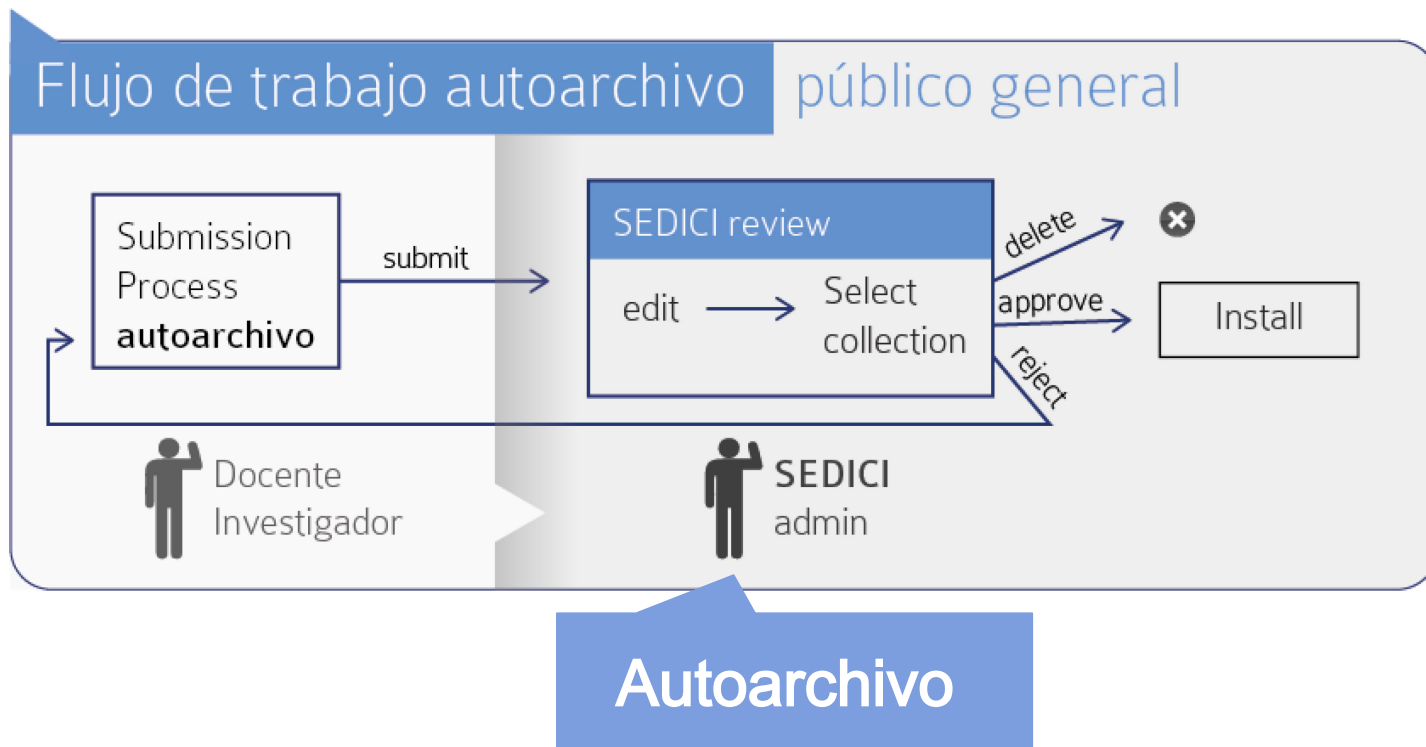 Flujo de trabajo autoarchivo público general
Submission
Process
autoarchivo
submit
SEDICI review
edit
Select
collection
delete
approve
reject
Install
Docente
Investigador
SEDICI
admin
Autoarchivo